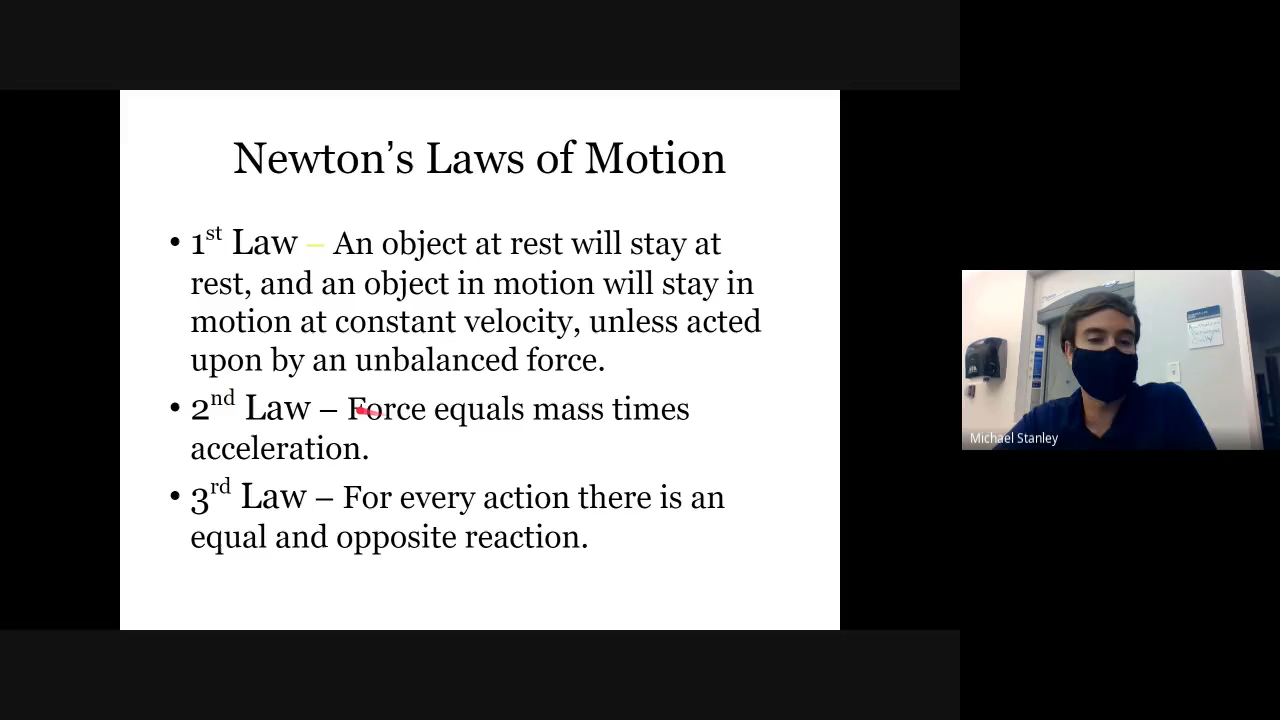 Newton’s Laws of Motion
• 1st Law – An object at rest will stay at
rest, and an object in motion will stay in
motion at constant velocity, unless acted
upon by an unbalanced force.
• 2nd Law – Force equals mass times
acceleration.
• 3rd Law – For every action there is an
equal and opposite reaction.
Michael Stanley